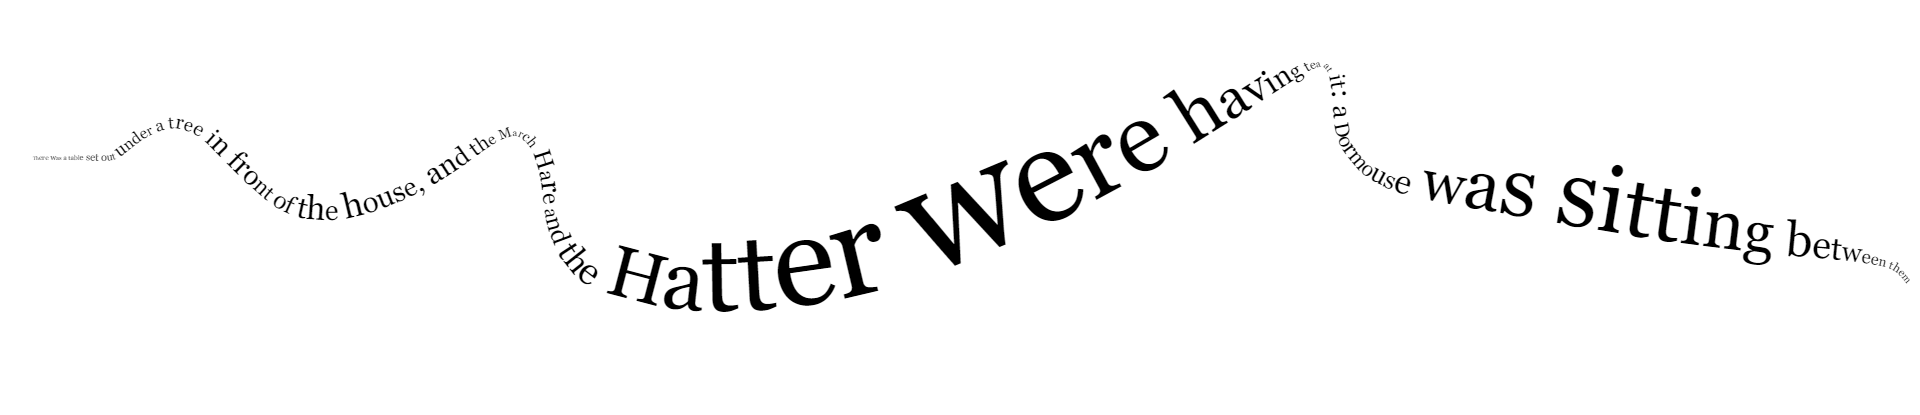 There Was a table set out under a tree in front of the house, and the March Hare and the Hatter were having tea at it: a Dormouse was sitting between them